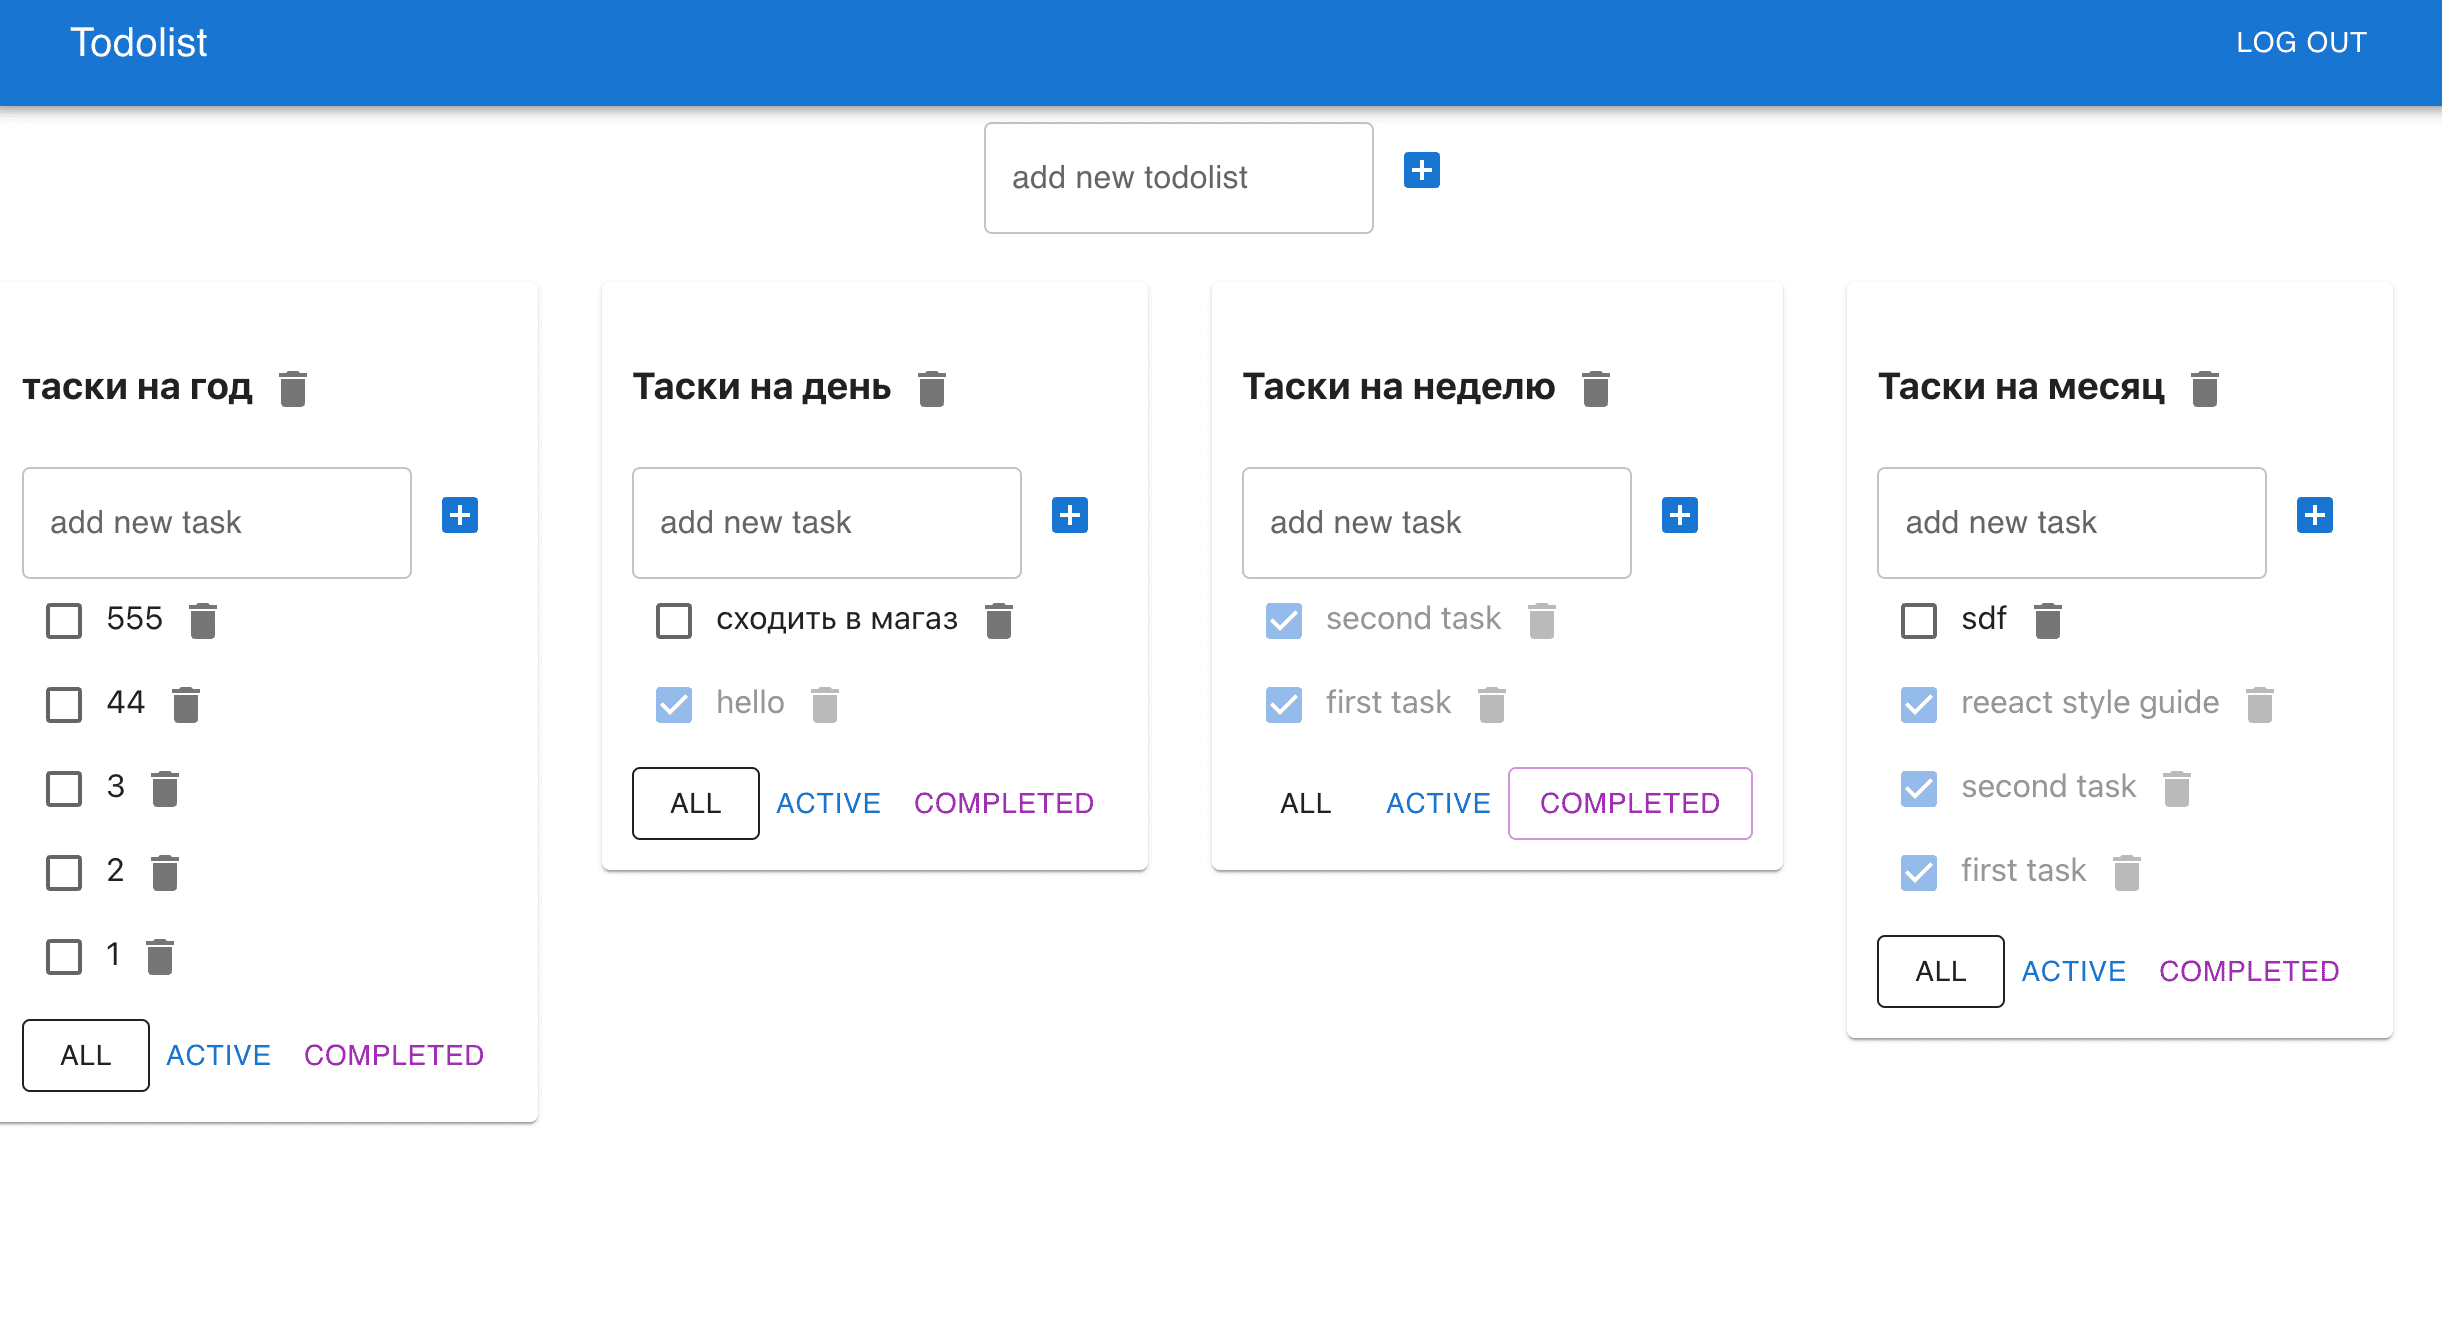 Todolist
LOG OUT
add new todolist
таски на год
add new task
555
44
3
2
1
ALL ACTIVE COMPLETED
Таски на день
add new task
сходить в магаз
hello
ALL ACTIVE COMPLETED
Таски на неделю
add new task
second task
first task
ALL ACTIVE COMPLETED
Таски на месяц
add new task
sdf
reeact style guide
second task
first task
ALL ACTIVE COMPLETED